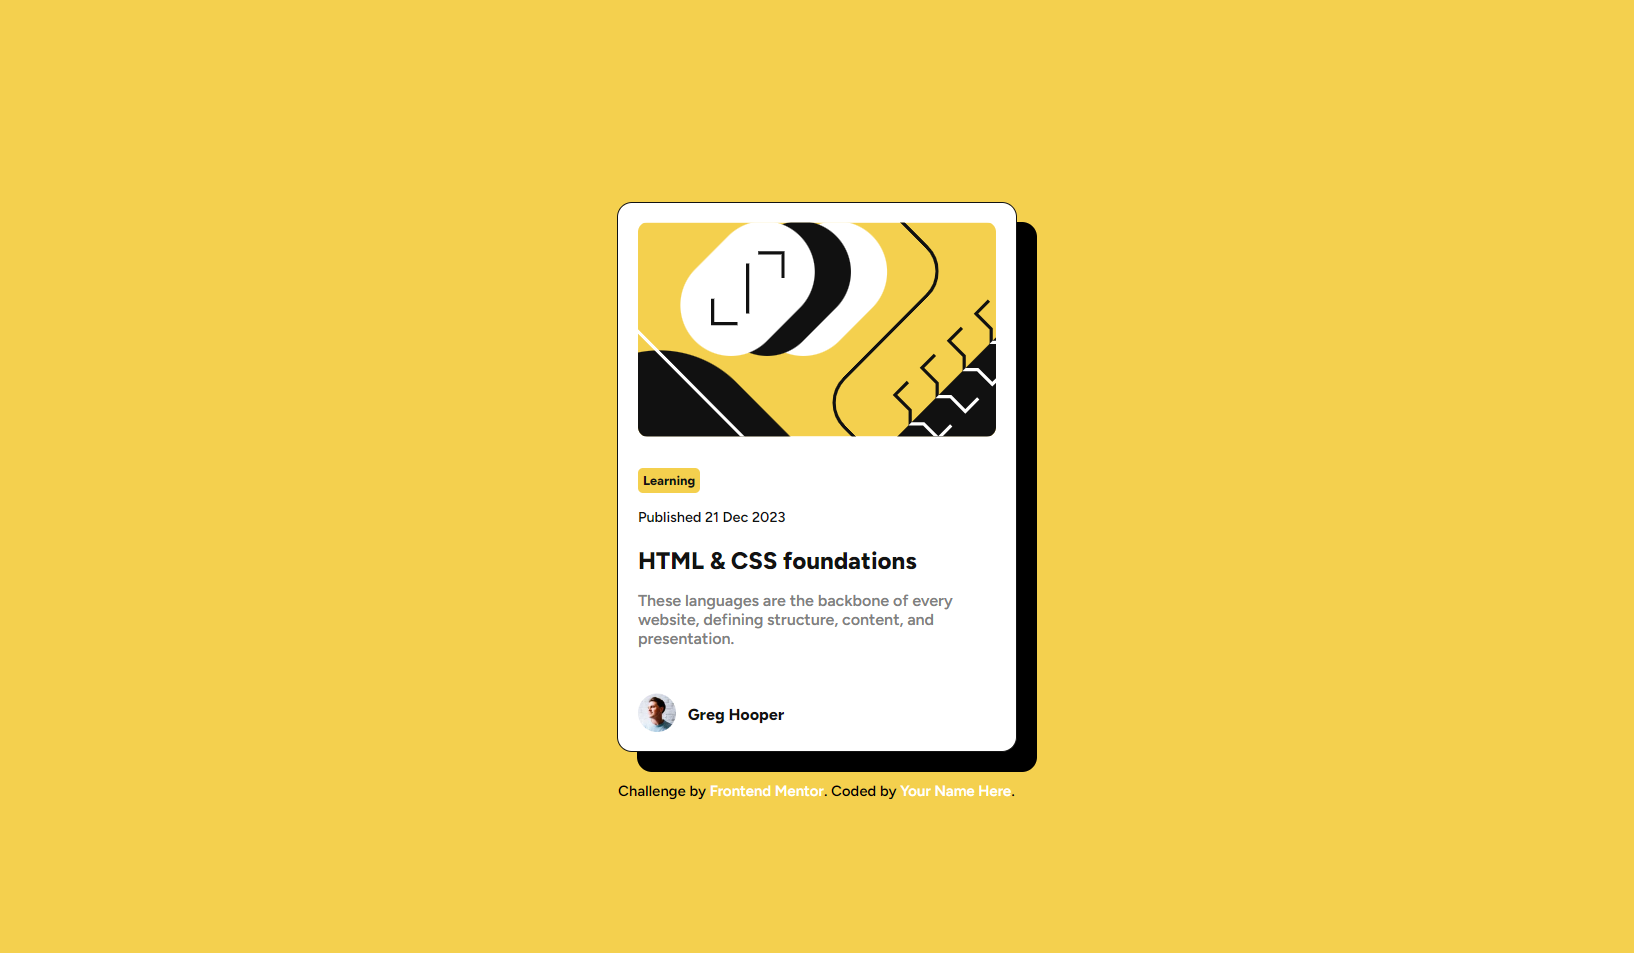 Learning
Published 21 Dec 2023
HTML & CSS foundations
These languages are the backbone of every
website, defining structure, content, and
presentation.
Greg Hooper
Challenge by Frontend Mentor. Coded by Your Name Here.